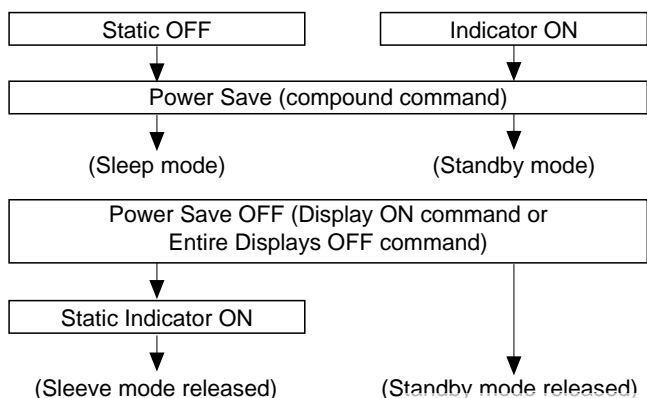 Static OFF
Indicator ON
Power Save (compound command)
(Sleep mode)
(Standby mode)
Power Save OFF (Display ON command or
Entire Displays OFF command)
Static Indicator ON
(Sleeve mode released)
(Standby mode released)